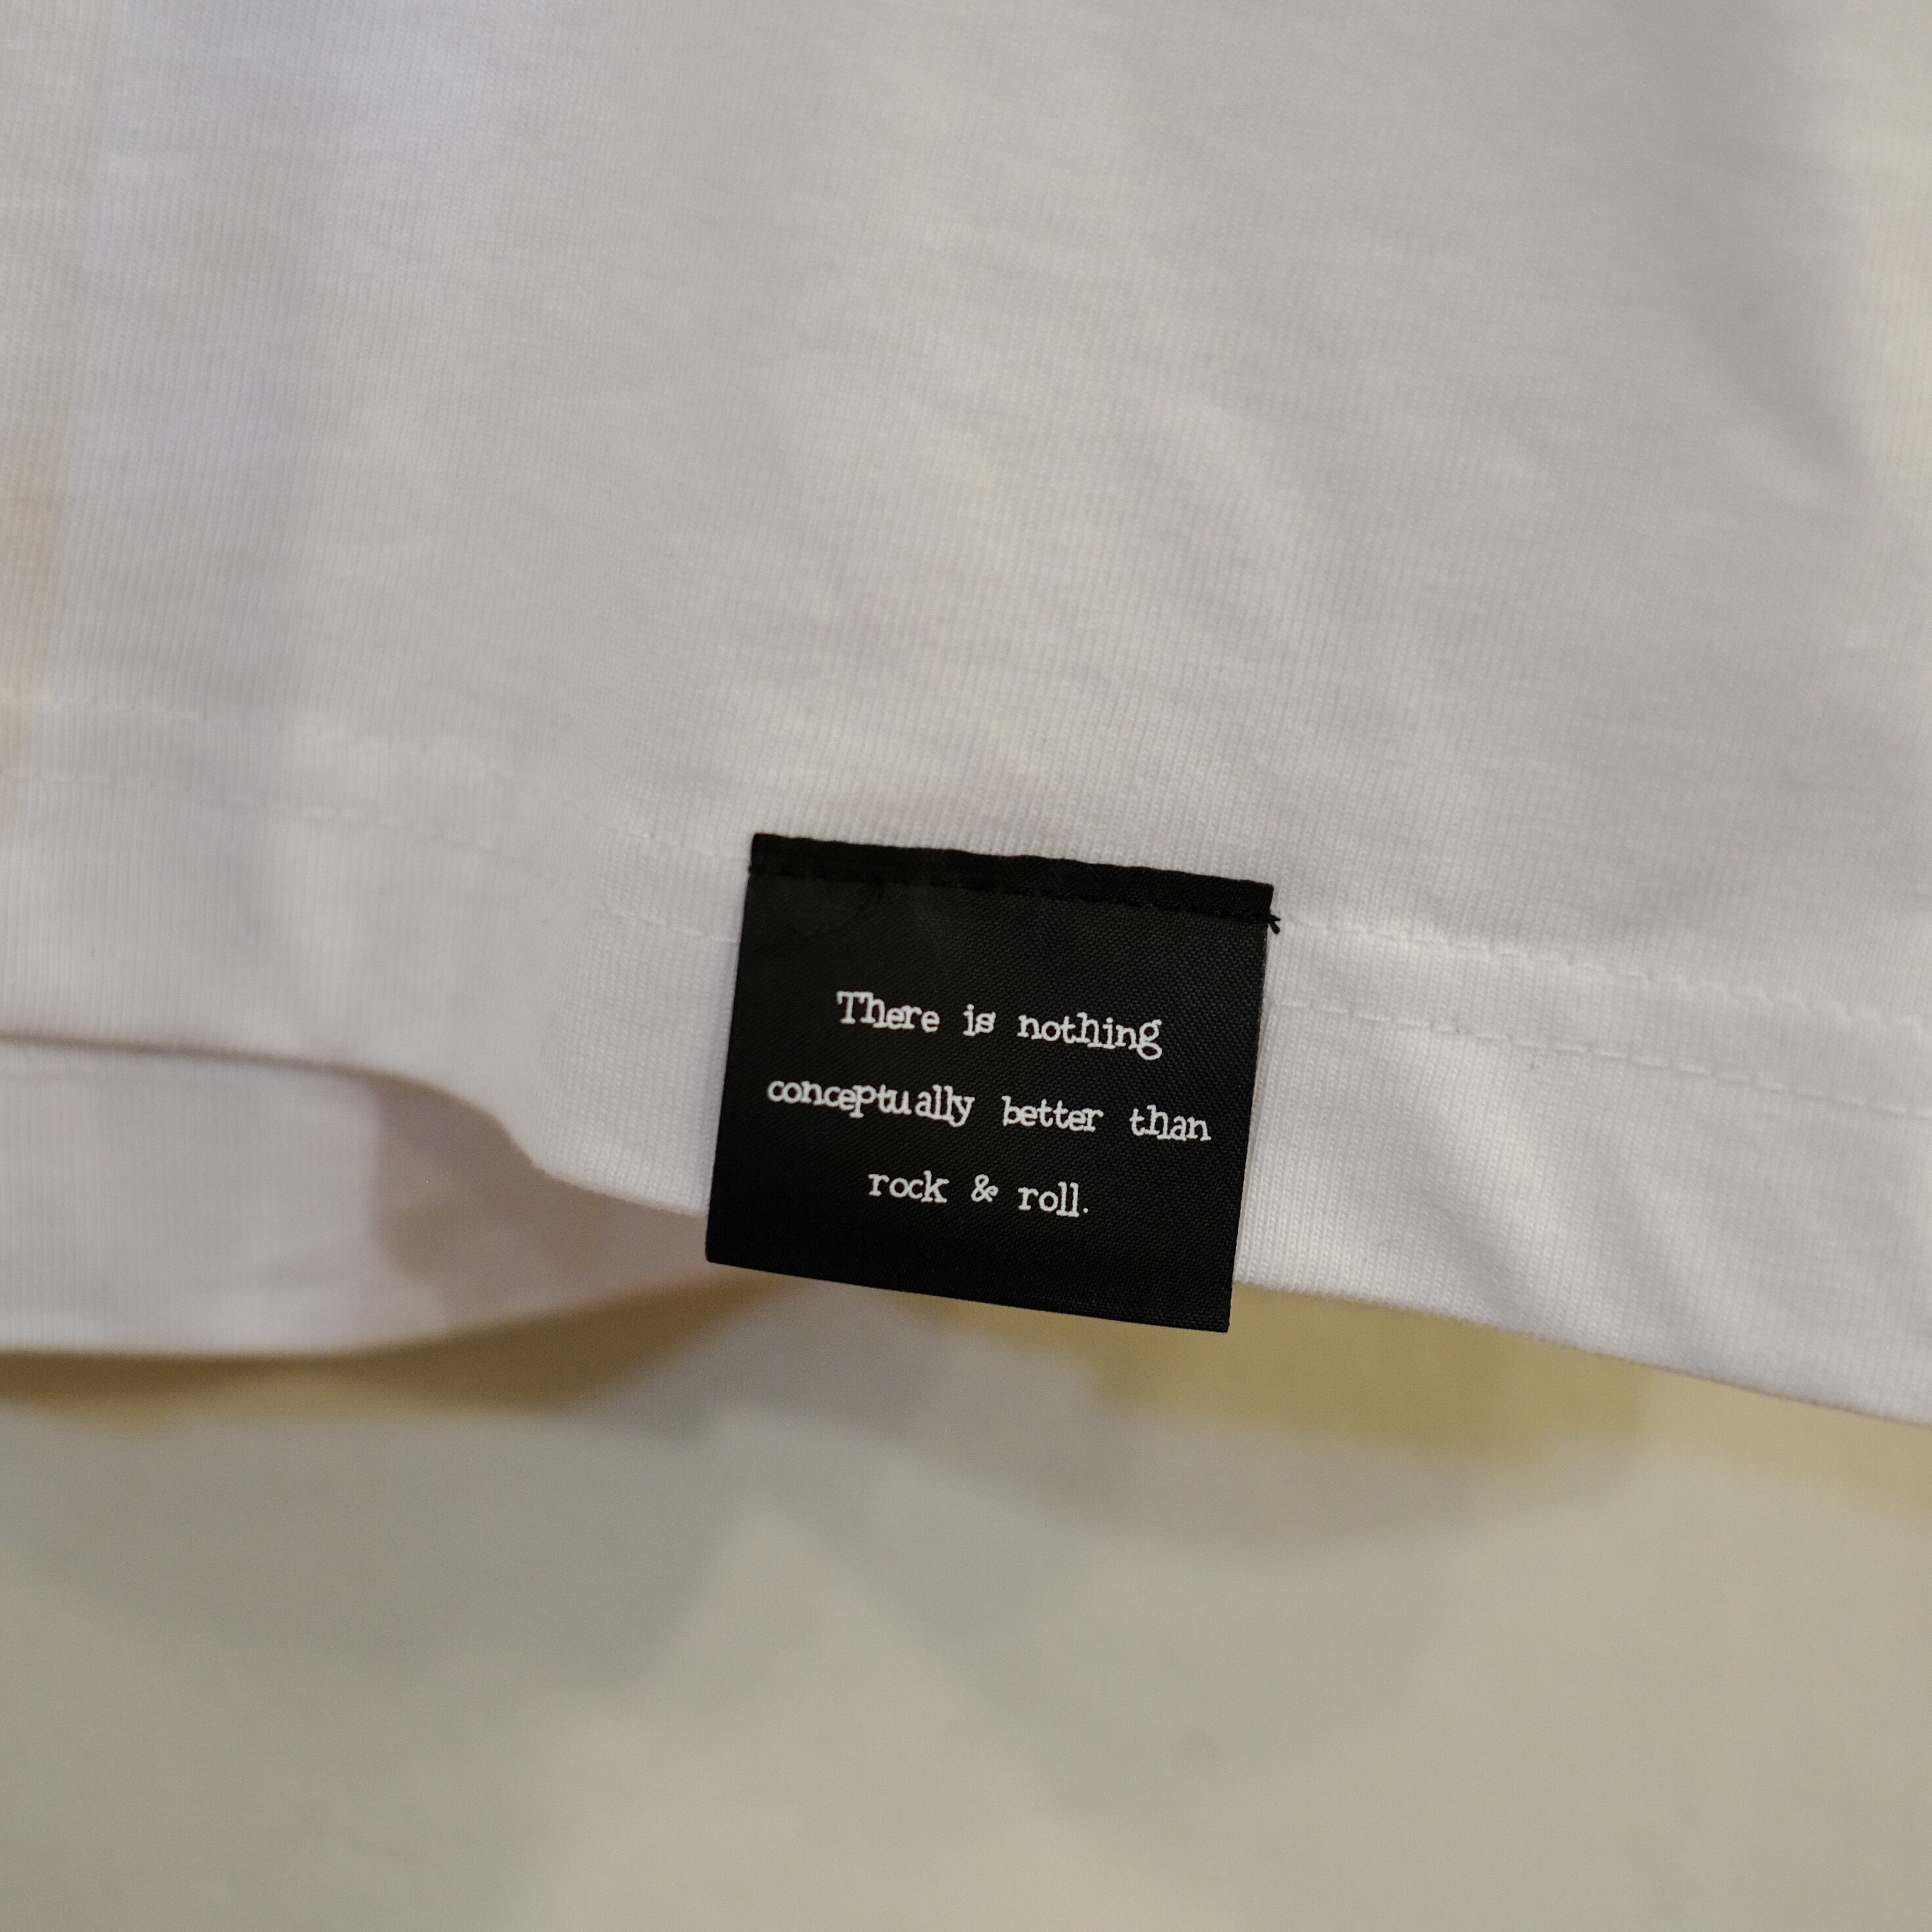 There is nothing
conceptually better than
rock & roll.